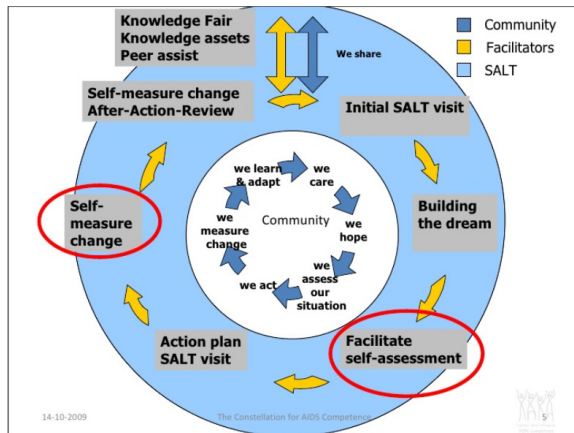 Knowledge Fair
Knowledge assets
Peer assist
We share
Community
Facilitators
SALT
Self-measure change
After-Action-Review
Initial SALT visit
we learn
& adapt
we
care
Self-
measure
change
we
measure
change
Community
we
hope
Building
the dream
we act
we
assess
our
situation
Action plan
SALT visit
Facilitate
self-assessment
14-10-2009
The Constellation for AIDS Competence
5